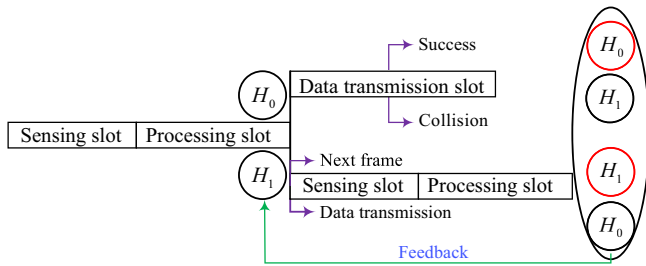 Success
H₀
H₀
Data transmission slot
H₁
Collision
Sensing slot
Processing slot
Next frame
H₁
H₁
Sensing slot
Processing slot
Data transmission
H₀
Feedback